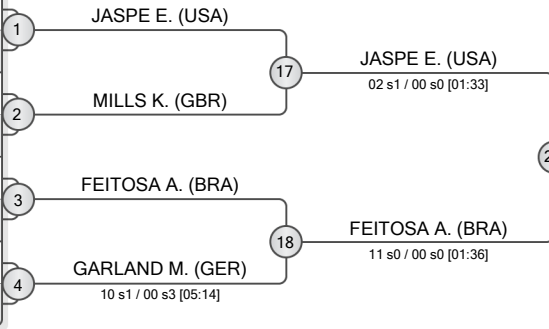 JASPE E. (USA)
1
17
JASPE E. (USA)
02 s1 / 00 s0 [01:33]
MILLS K. (GBR)
2
FEITOSA A. (BRA)
3
18
FEITOSA A. (BRA)
11 s0 / 00 s0 [01:36]
GARLAND M. (GER)
4
10 s1 / 00 s3 [05:14]